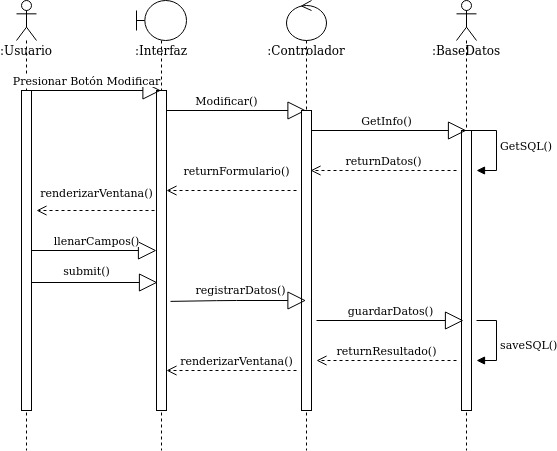 :Usuario
:Interfaz
:Controlador
:BaseDatos
Presionar Botón Modificar
Modificar()
GetInfo()
GetSQL()
returnDatos()
returnFormulario()
renderizarVentana()
llenarCampos()
submit()
registrarDatos()
guardarDatos()
saveSQL()
returnResultado()
renderizarVentana()